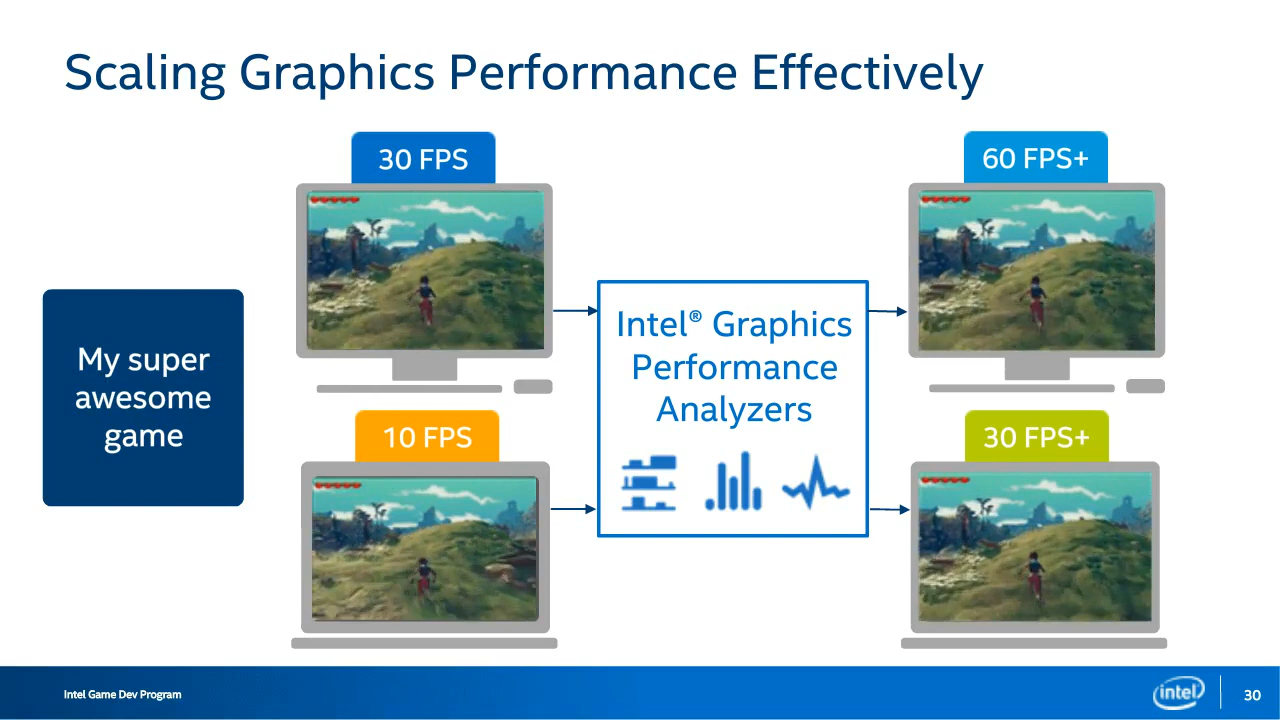 Scaling Graphics Performance Effectively
30 FPS
60 FPS+
My super
awesome
game
Intel® Graphics
Performance
Analyzers
10 FPS
30 FPS+
Intel Game Dev Program
intel
30